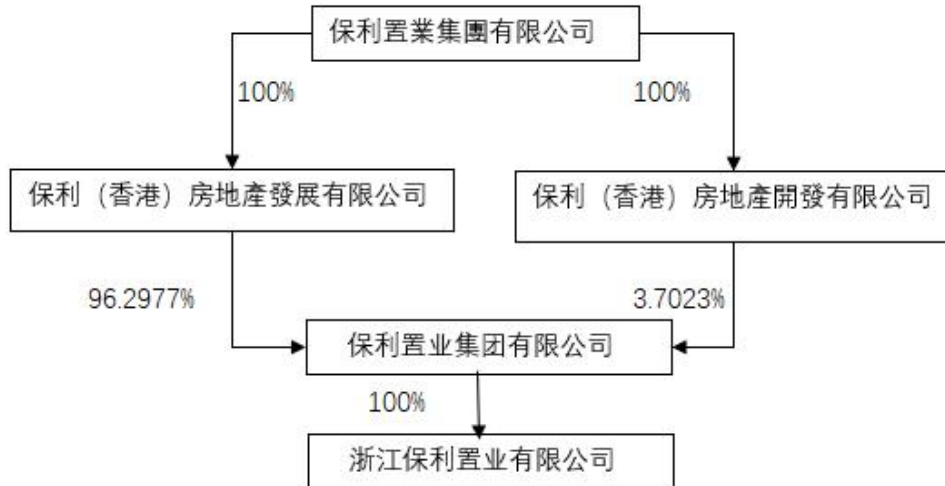 保利置業集團有限公司
100%
100%
保利（香港）房地產發展有限公司
保利（香港）房地產開發有限公司
96.2977%
3.7023%
保利置业集团有限公司
100%
浙江保利置业有限公司